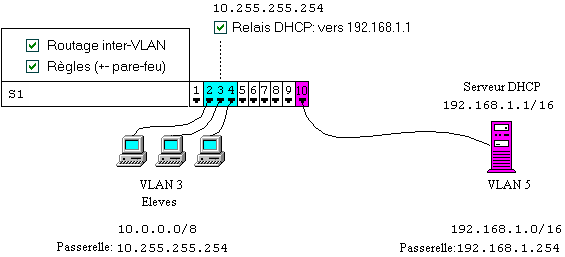 10.255.255.254
Relais DHCP: vers 192.168.1.1
Routage inter-VLAN
Règles (+- pare-feu)
S1
1 2 3 4 5 6 7 8 9 10
Serveur DHCP
192.168.1.1/16
VLAN 3
Eleves
VLAN 5
10.0.0.0/8
Passerelle: 10.255.255.254
192.168.1.0/16
Passerelle:192.168.1.254